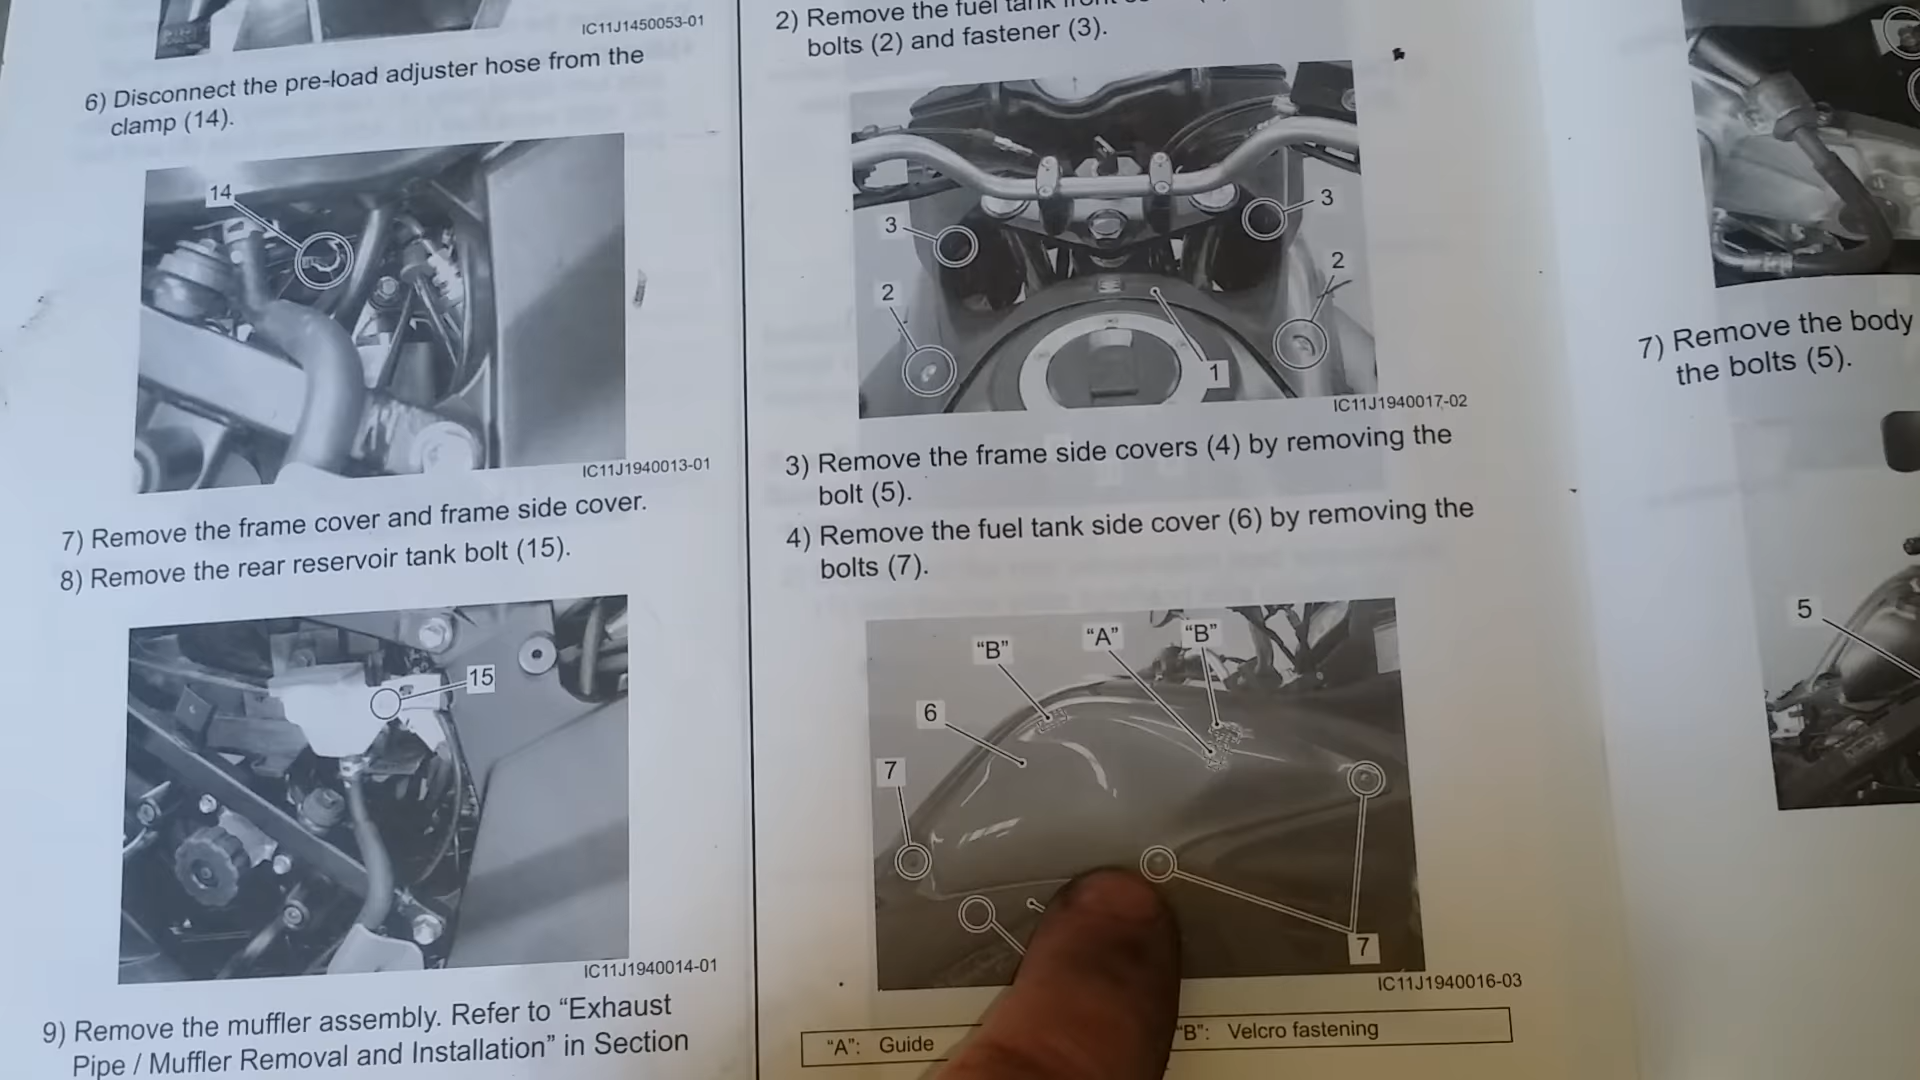 IC11J1450053-01
6) Disconnect the pre-load adjuster hose from the
clamp (14).
14
IC11J1940013-01
7) Remove the frame cover and frame side cover.
8) Remove the rear reservoir tank bolt (15).
15
IC11J1940014-01
9) Remove the muffler assembly. Refer to “Exhaust
Pipe / Muffler Removal and Installation” in Section
2) Remove the fuel tank front
bolts (2) and fastener (3).
3
3
2
2
1
IC11J1940017-02
3) Remove the frame side covers (4) by removing the
bolt (5).
4) Remove the fuel tank side cover (6) by removing the
bolts (7).
“B”
“A”
“B”
6
7
7
IC11J1940016-03
“A”: Guide
“B”: Velcro fastening
7) Remove the body
the bolts (5).
5